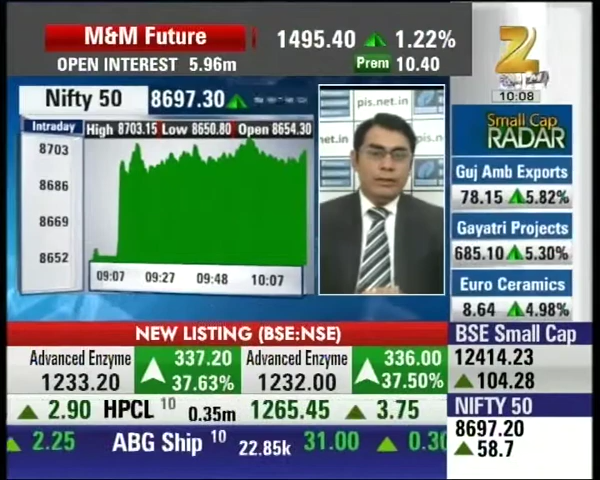 M&M Future 1495.40 1.22%
OPEN INTEREST 5.96m Prem 10.40
10:08
Nifty 50 8697.30
Intraday High 8703.15 Low 8650.80 Open 8654.30
8703
8686
8669
8652
09:07 09:27 09:48 10:07
pis.net.in
et.in
pis.n
Small Cap
RADAR
Guj Amb Exports
78.15 5.82%
Gayatri Projects
685.10 5.30%
Euro Ceramics
8.64 4.98%
NEW LISTING (BSE:NSE)
Advanced Enzyme 337.20 Advanced Enzyme 336.00
1233.20 37.63% 1232.00 37.50%
BSE Small Cap
12414.23
104.28
NIFTY 50
8697.20
58.7
2.90 HPCL 10 0.35m 1265.45 3.75
2.25 ABG Ship 10 22.85k 31.00 0.30